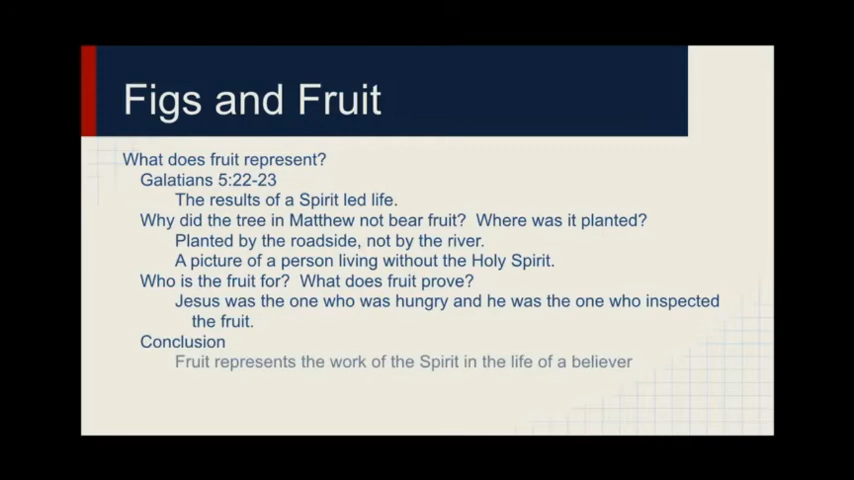 Figs and Fruit
What does fruit represent?
Galatians 5:22-23
The results of a Spirit led life.
Why did the tree in Matthew not bear fruit?  Where was it planted?
Planted by the roadside, not by the river.
A picture of a person living without the Holy Spirit.
Who is the fruit for?  What does fruit prove?
Jesus was the one who was hungry and he was the one who inspected
the fruit.
Conclusion
Fruit represents the work of the Spirit in the life of a believer